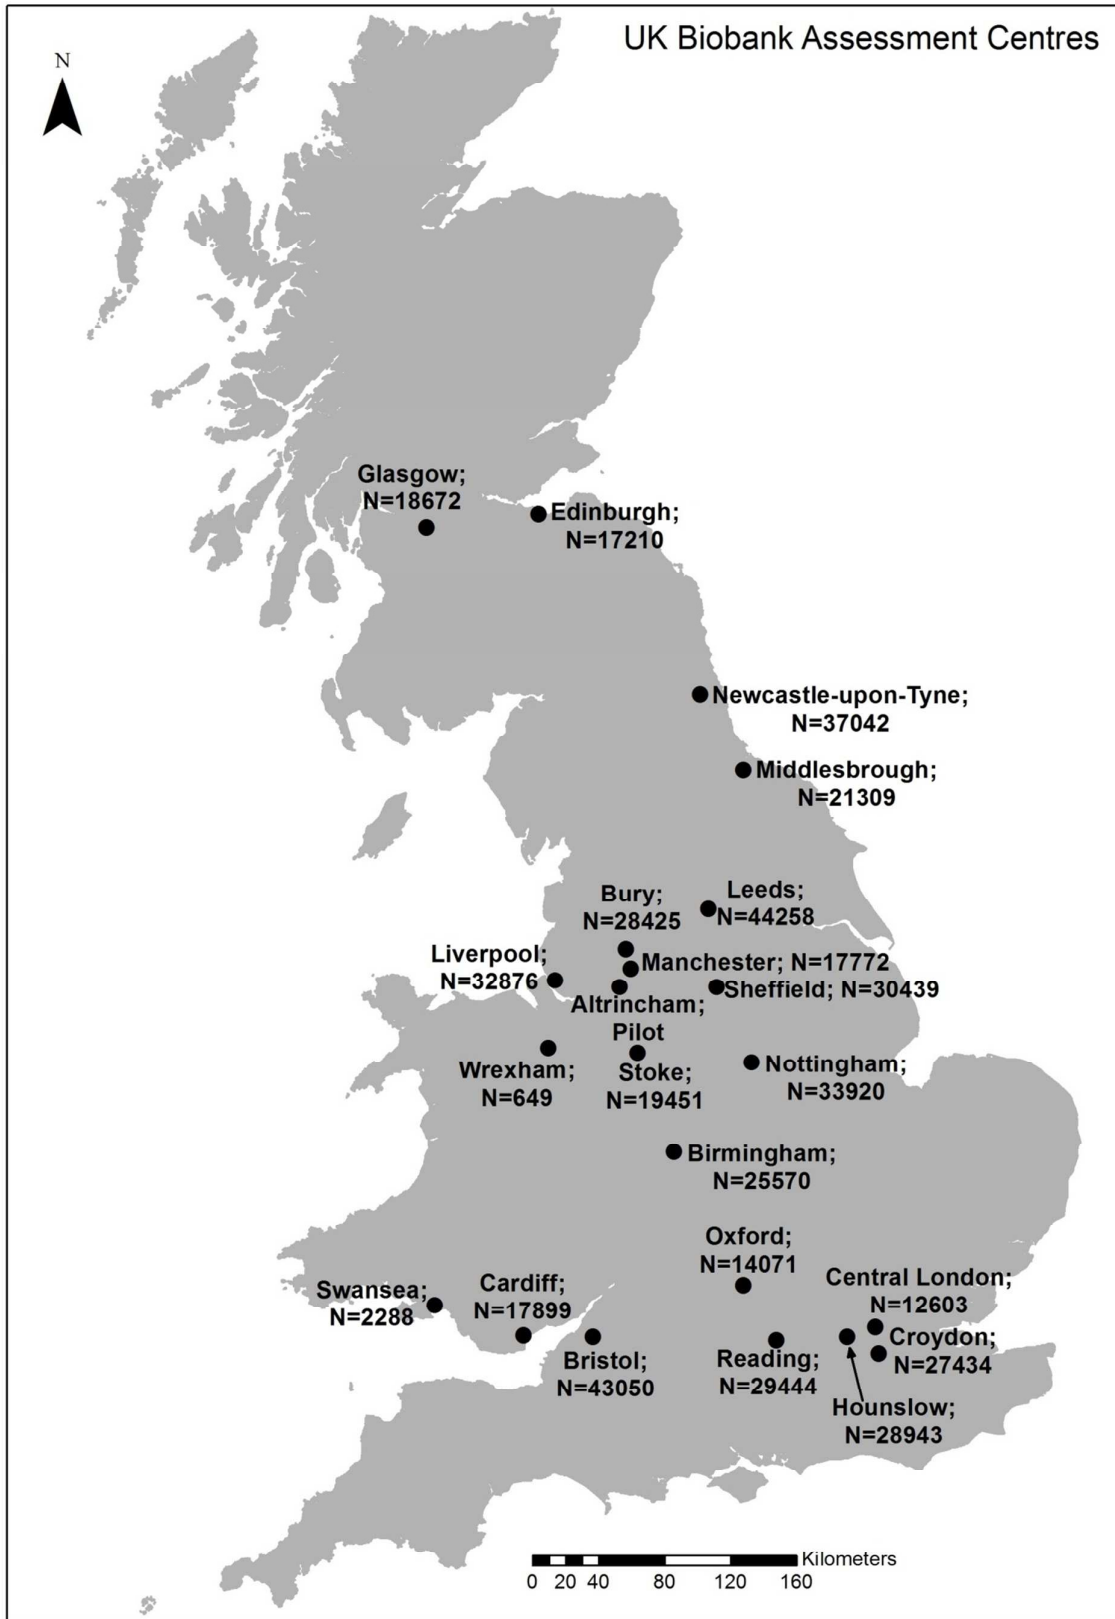 UK Biobank Assessment Centres
N
Glasgow;
N=18672
Edinburgh;
N=17210
Newcastle-upon-Tyne;
N=37042
Middlesbrough;
N=21309
Leeds;
N=44258
Bury;
N=28425
Manchester; N=17772
Liverpool;
N=32876
Sheffield; N=30439
Altrincham;
Pilot
Wrexham;
N=649
Stoke;
N=19451
Nottingham;
N=33920
Birmingham;
N=25570
Oxford;
N=14071
Central London;
N=12603
Swansea;
N=2288
Cardiff;
N=17899
Croydon;
N=27434
Bristol;
N=43050
Reading;
N=29444
Hounslow;
N=28943
Kilometers
0 20 40 80 120 160